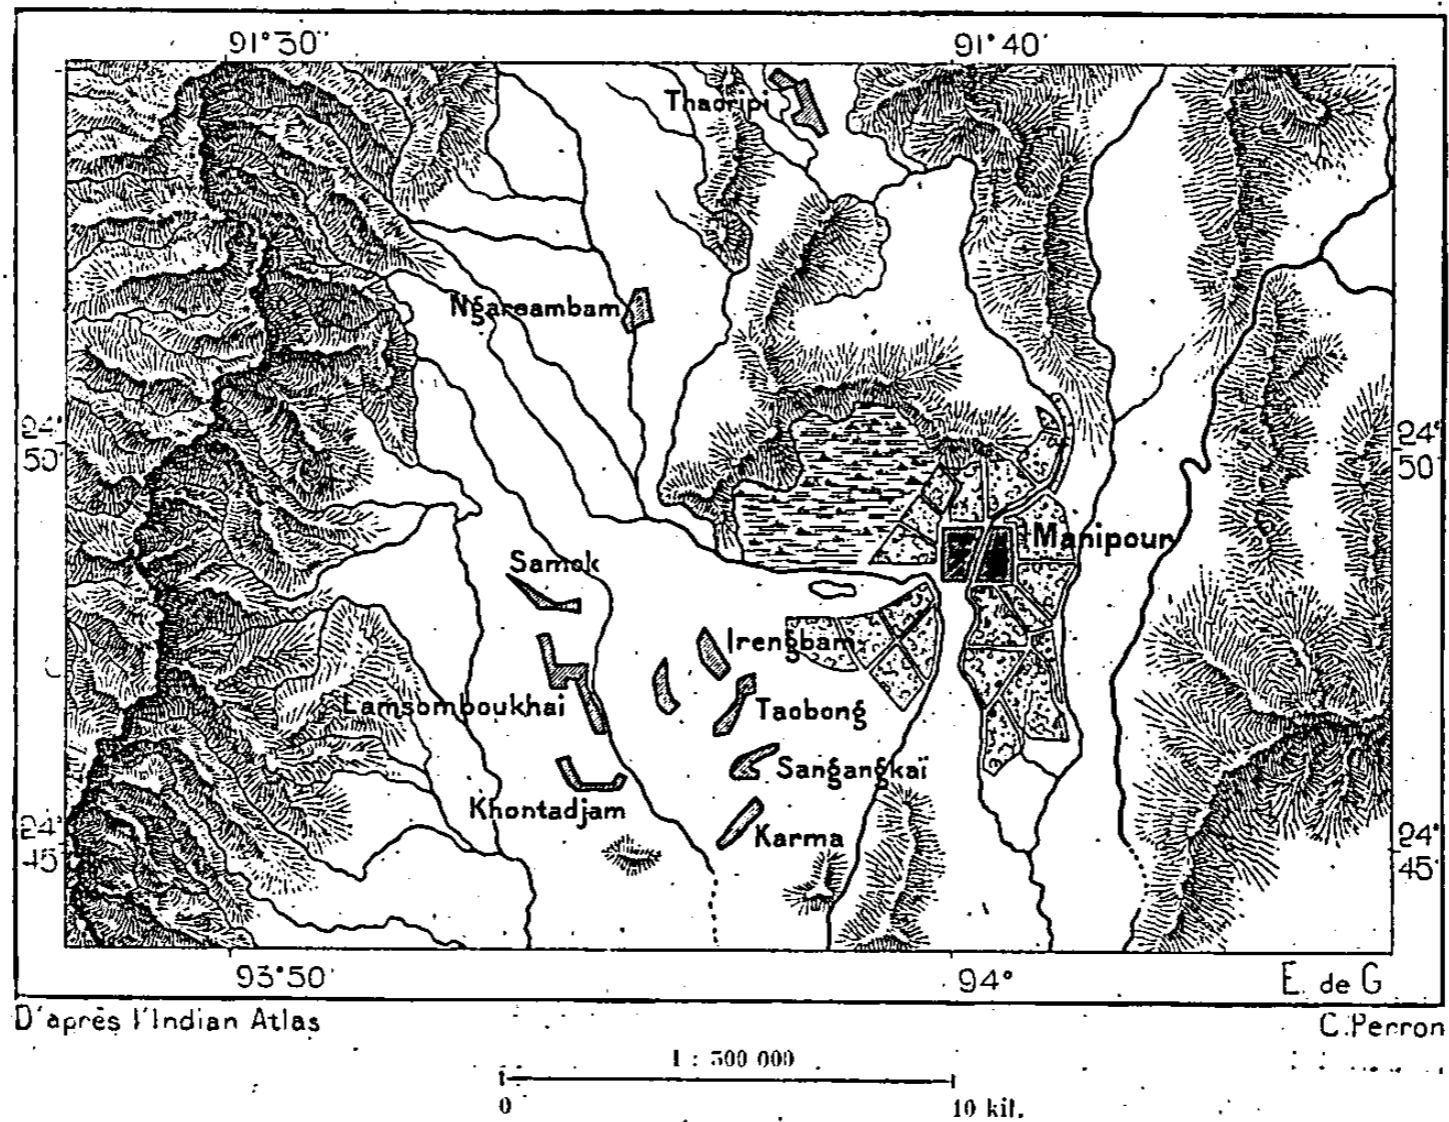 91°30'
91°40'
Thaoripi
Ngareambam
24°
50'
24°
50'
Manipour
Samok
Irengbam
Lamsomboukhai
Taobong
Sangangkaï
Khontadjam
Karma
24°
45'
24°
45'
93°50'
94°
E. de G
D'après l'Indian Atlas
C.Perron
1 : 300 000
0
10 kil.